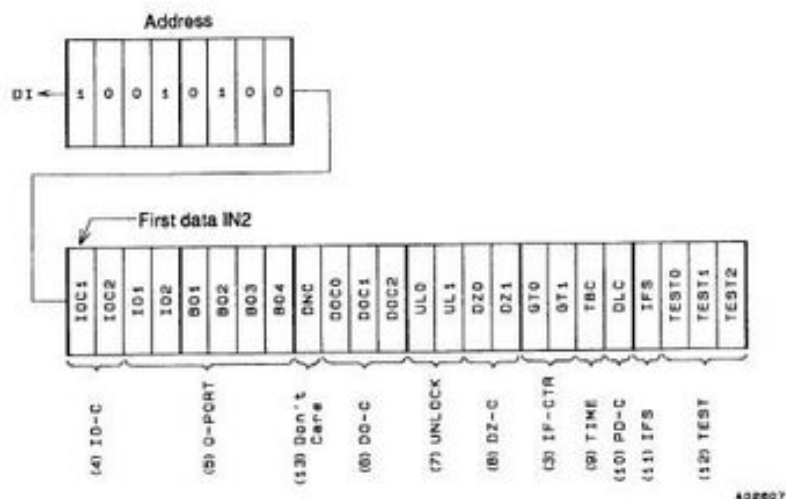 Address
DI
1 0 0 1 0 1 0 0
First data IN2
IOC1 IOC2 IO1 IO2 BO1 BO2 BO3 BO4 DNC DOC0 DOC1 DOC2 UL0 UL1 DZ0 DZ1 GT0 GT1 TBC DLC IFS TEST0 TEST1 TEST2
(4) IO-C
(5) O-PORT
(13) Don't Care
(6) DO-C
(7) UNLOCK
(8) DZ-C
(3) IF-CTR
(9) TIME
(10) PD-C
(11) IFS
(12) TEST
A02607